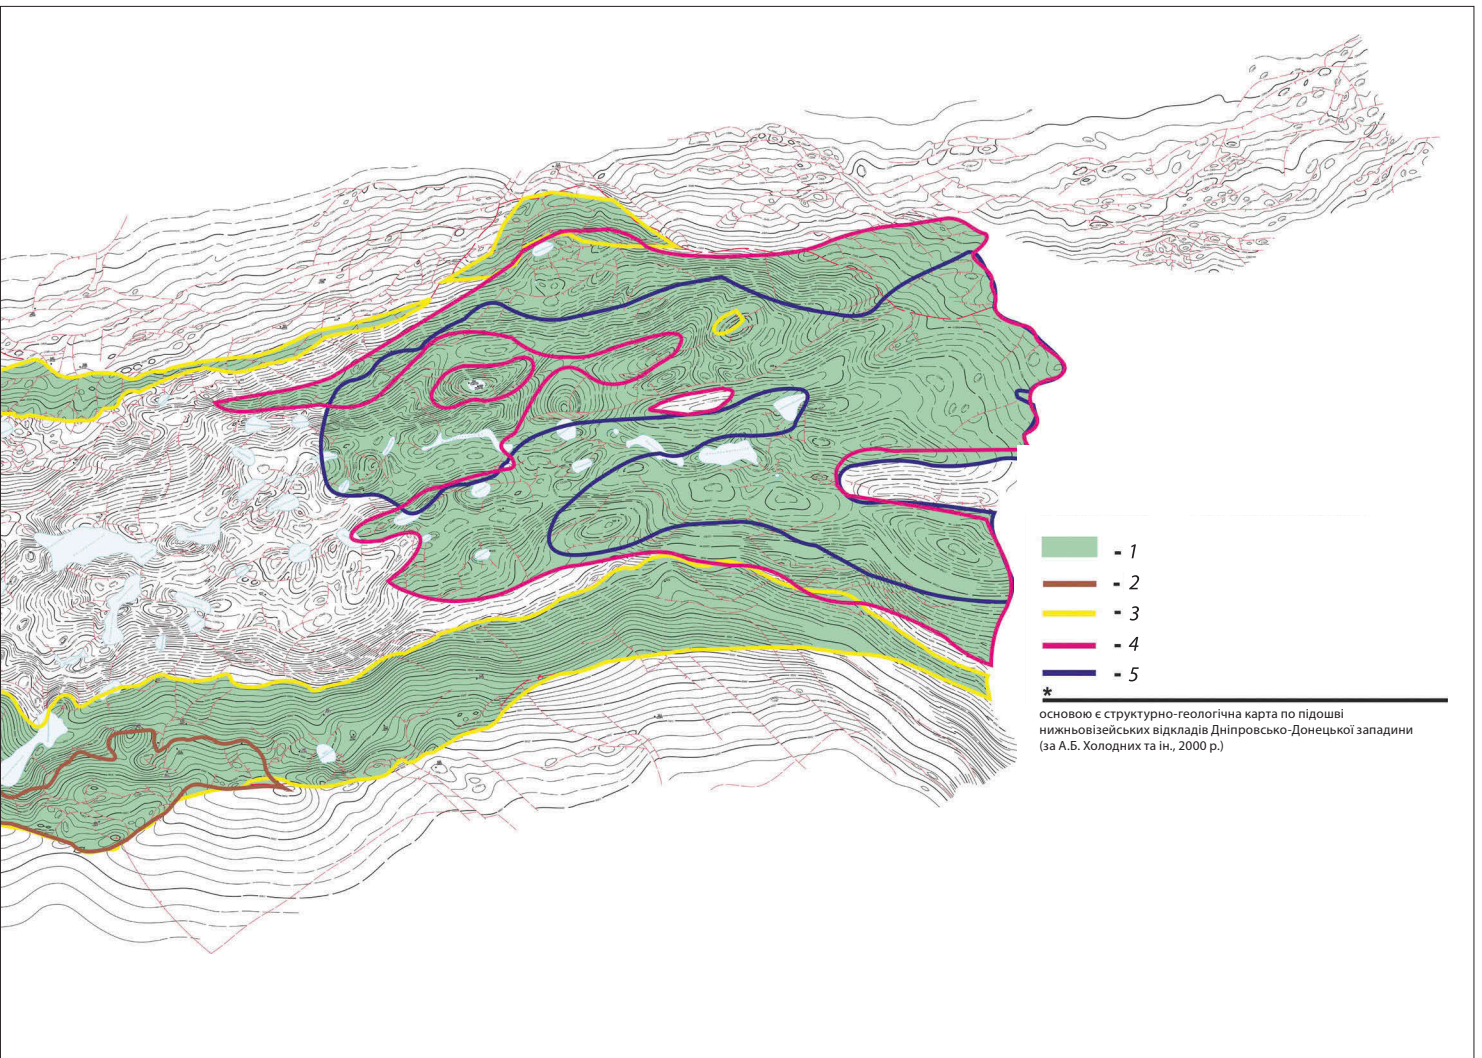 - 1
- 2
- 3
- 4
- 5
*
основою є структурно-геологічна карта по підошві
нижньовізейських відкладів Дніпровсько-Донецької западини
(за А.Б. Холодних та ін., 2000 р.)